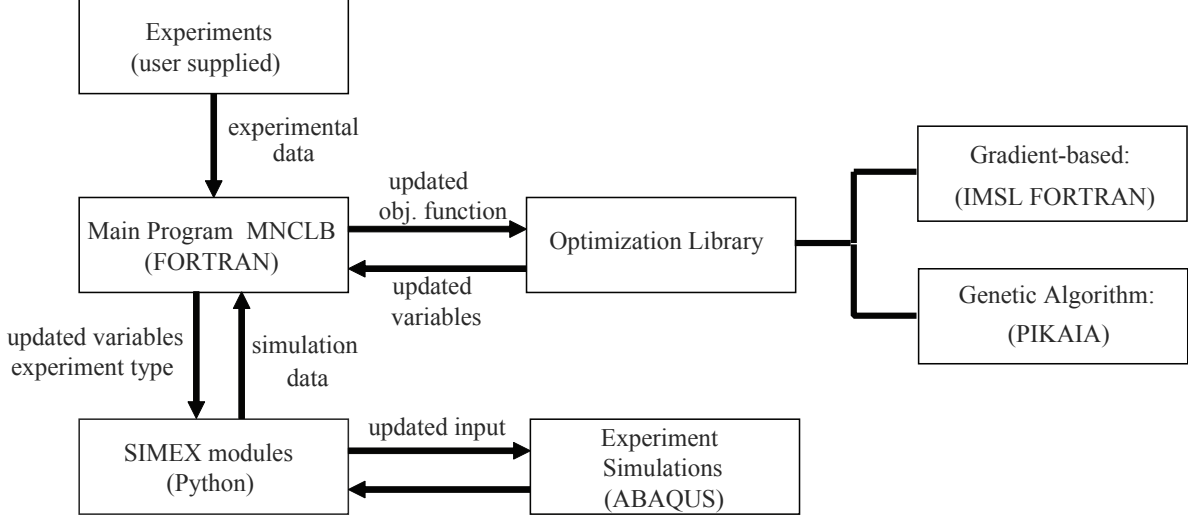 Experiments
(user supplied)
experimental
data
updated
obj. function
Gradient-based:
(IMSL FORTRAN)
Main Program MNCLB
(FORTRAN)
Optimization Library
updated
variables
Genetic Algorithm:
(PIKAIA)
updated variables
experiment type
simulation
data
SIMEX modules
(Python)
updated input
Experiment
Simulations
(ABAQUS)